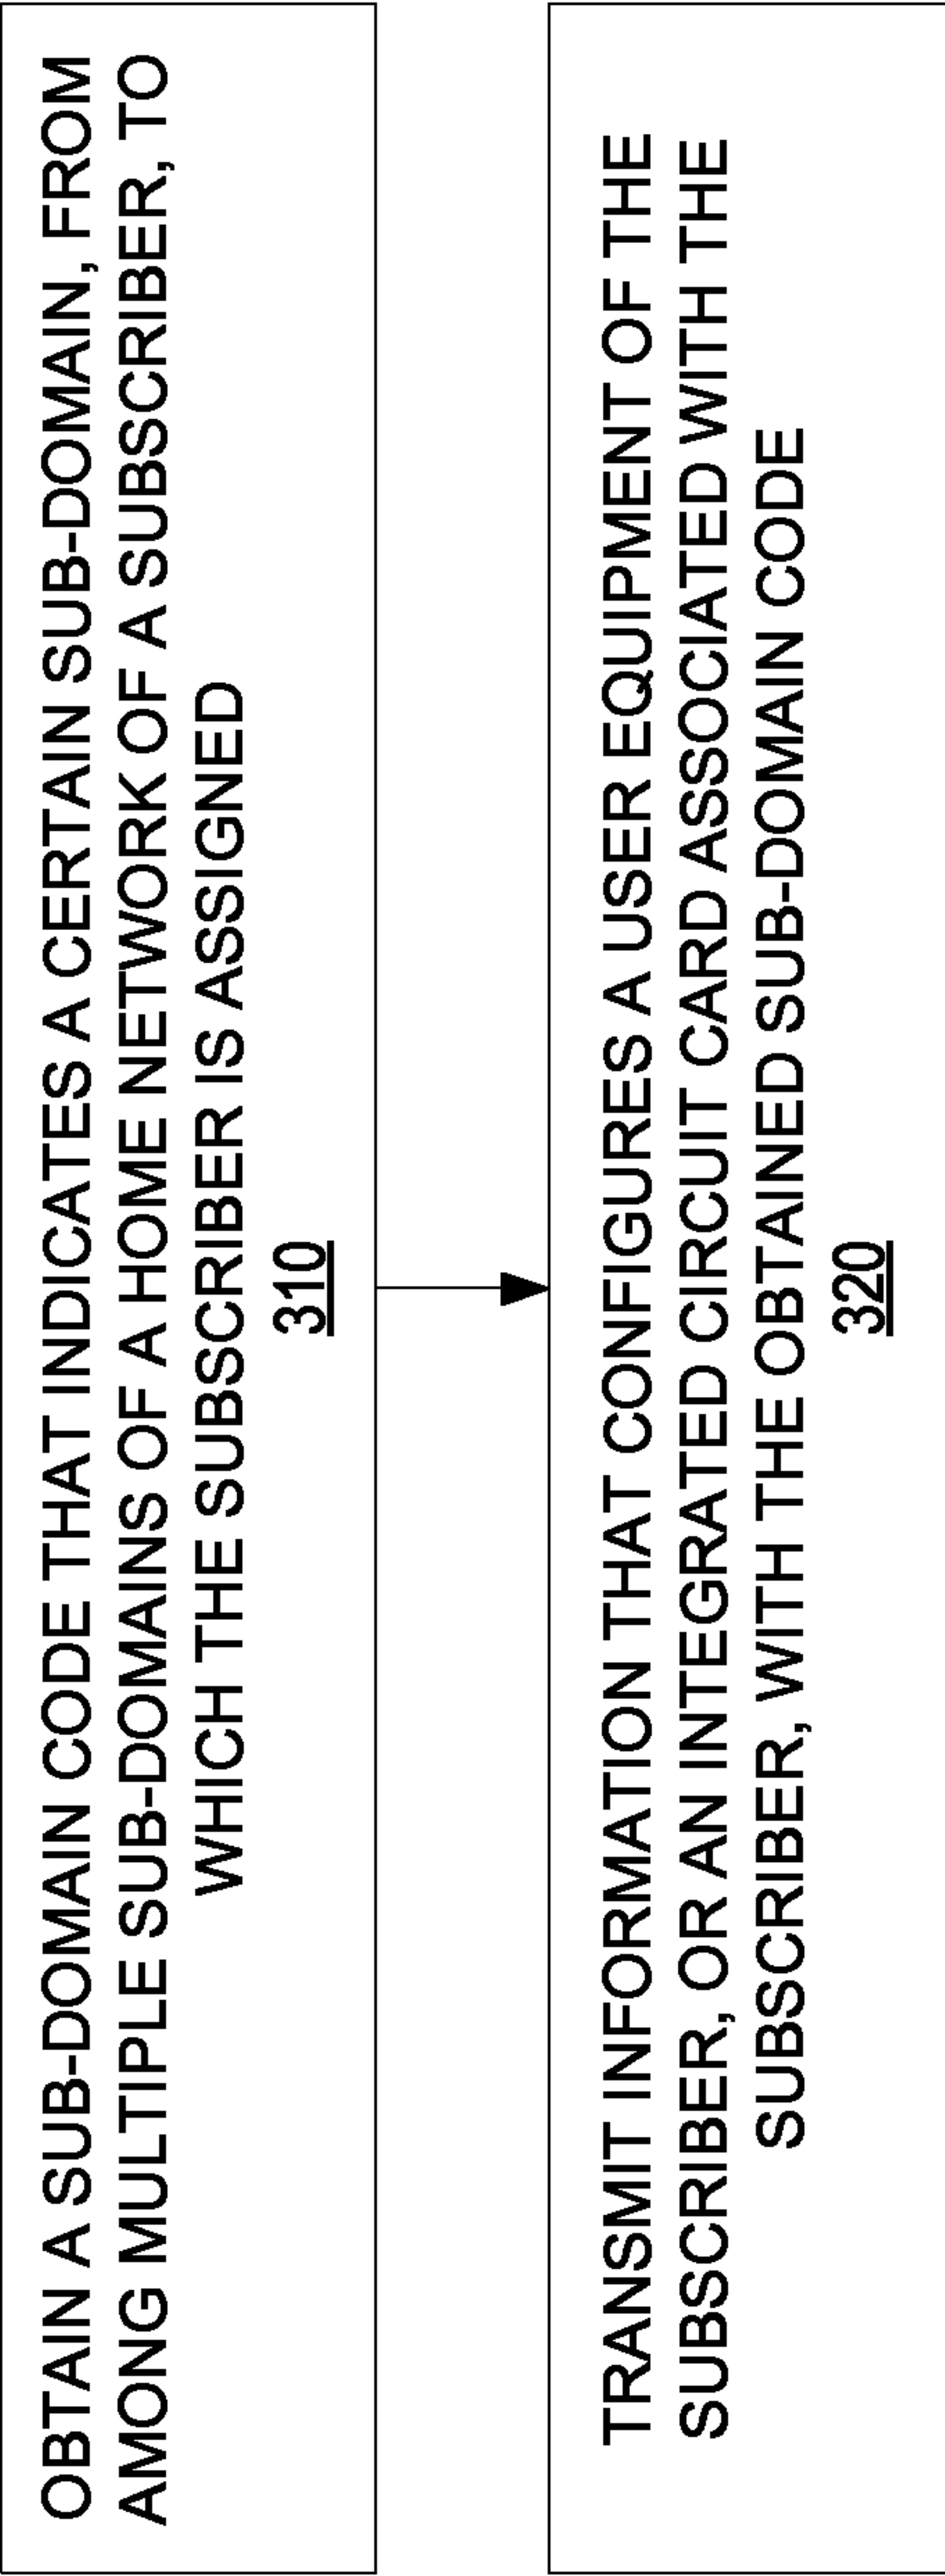 OBTAIN A SUB-DOMAIN CODE THAT INDICATES A CERTAIN SUB-DOMAIN, FROM
AMONG MULTIPLE SUB-DOMAINS OF A HOME NETWORK OF A SUBSCRIBER, TO
WHICH THE SUBSCRIBER IS ASSIGNED
310
TRANSMIT INFORMATION THAT CONFIGURES A USER EQUIPMENT OF THE
SUBSCRIBER, OR AN INTEGRATED CIRCUIT CARD ASSOCIATED WITH THE
SUBSCRIBER, WITH THE OBTAINED SUB-DOMAIN CODE
320